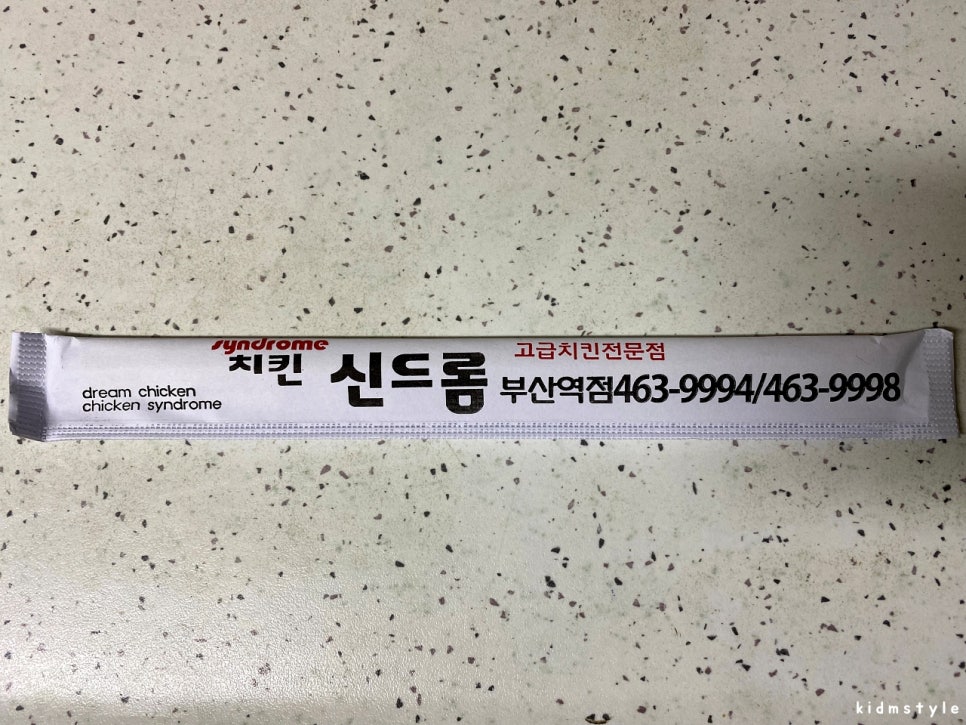 syndrome
치킨 신드롬
고급치킨전문점
부산역점463-9994/463-9998
dream chicken
chicken syndrome
kidmstyle